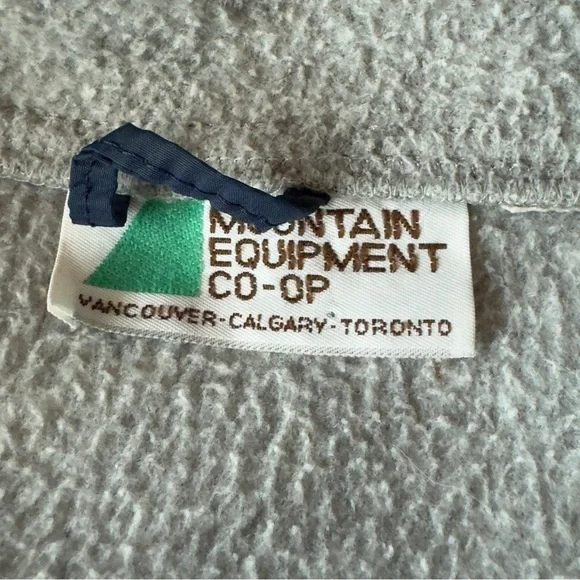 MOUNTAIN
EQUIPMENT
CO-OP
VANCOUVER-CALGARY-TORONTO